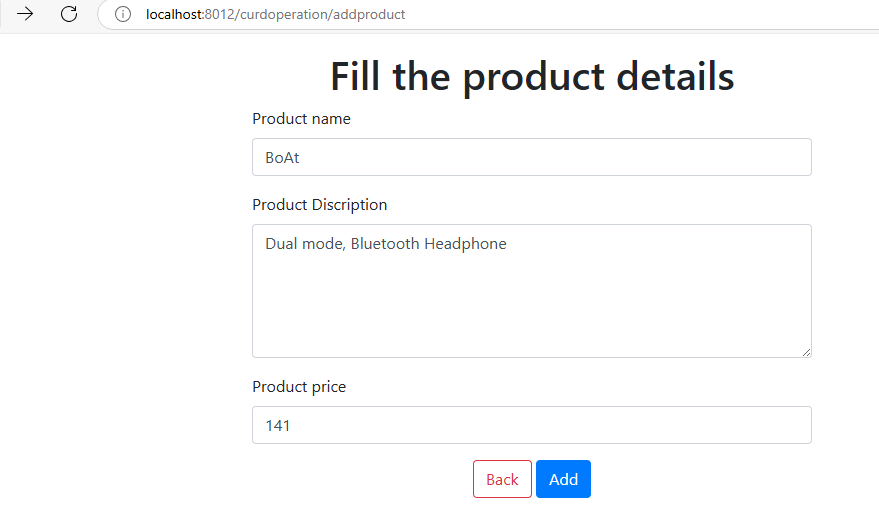 localhost:8012/curdoperation/addproduct
Fill the product details
Product name
BoAt
Product Discription
Dual mode, Bluetooth Headphone
Product price
141
Back Add